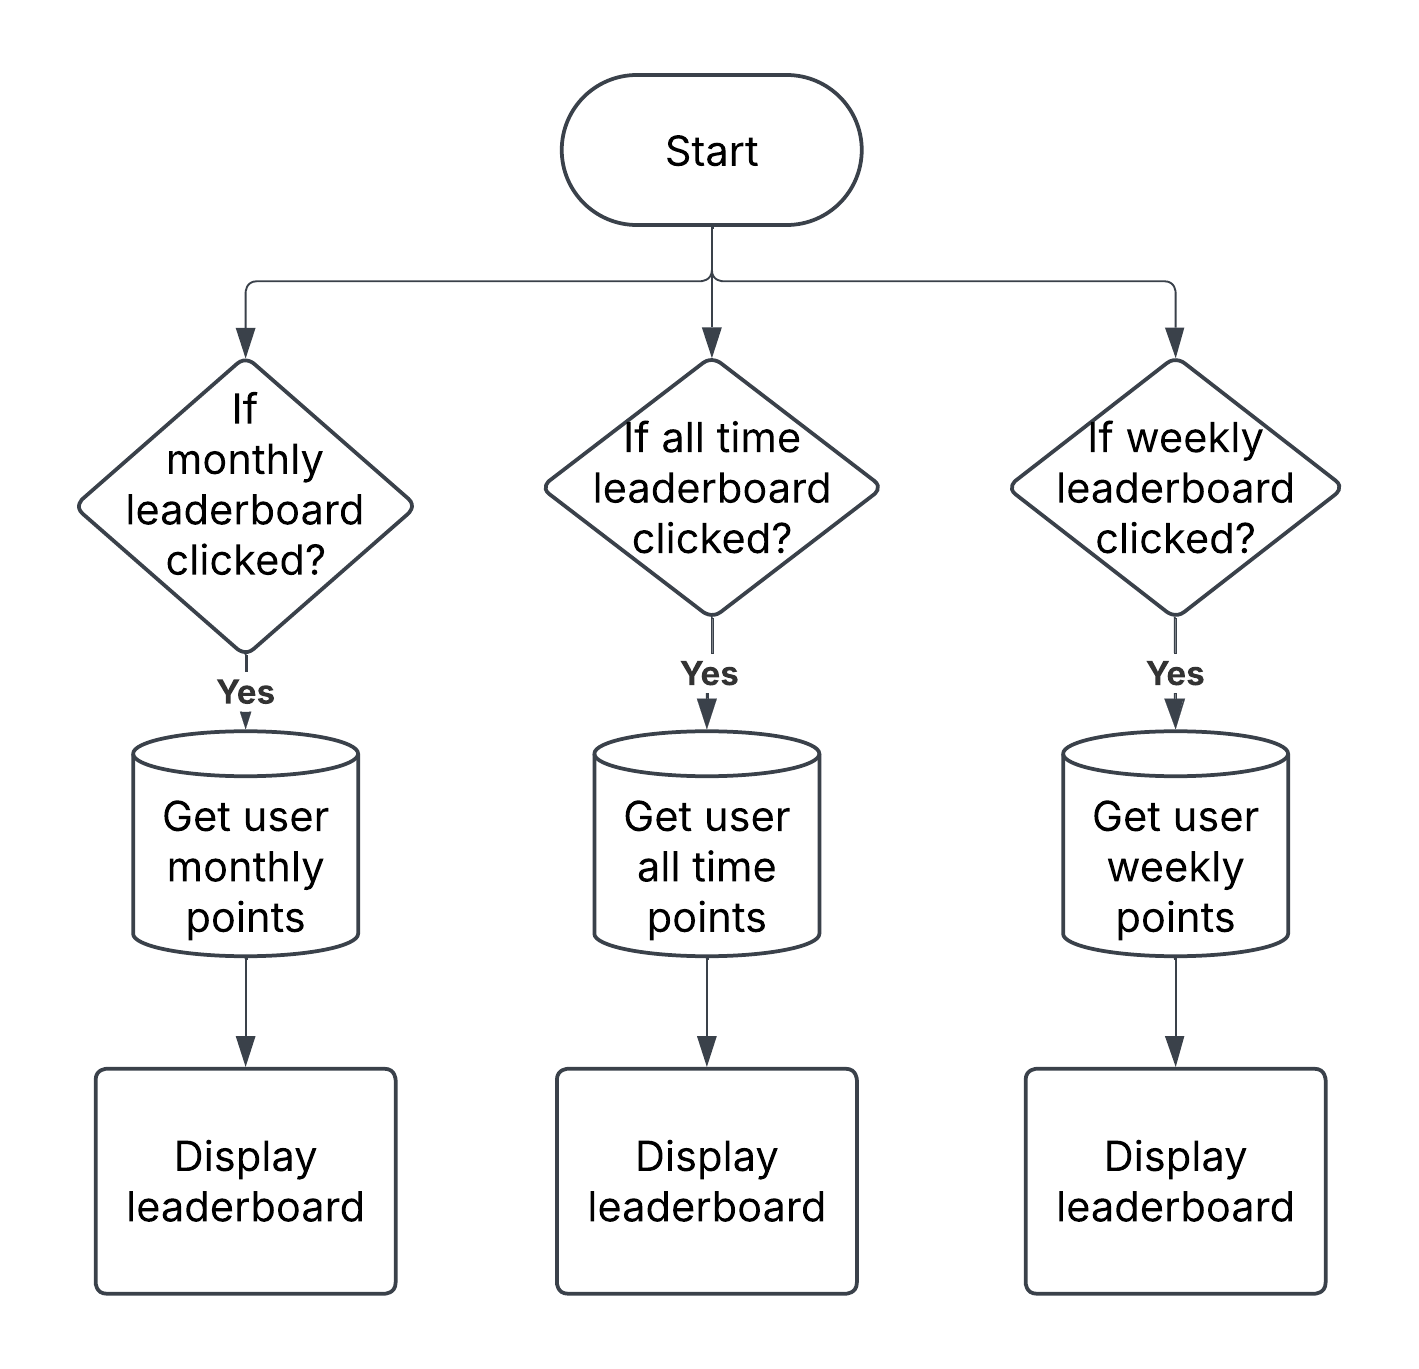 Start
If
monthly
leaderboard
clicked?
If all time
leaderboard
clicked?
If weekly
leaderboard
clicked?
Yes
Yes
Yes
Get user
monthly
points
Get user
all time
points
Get user
weekly
points
Display
leaderboard
Display
leaderboard
Display
leaderboard